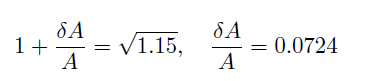 1 + δA/A = √1.15, δA/A = 0.0724